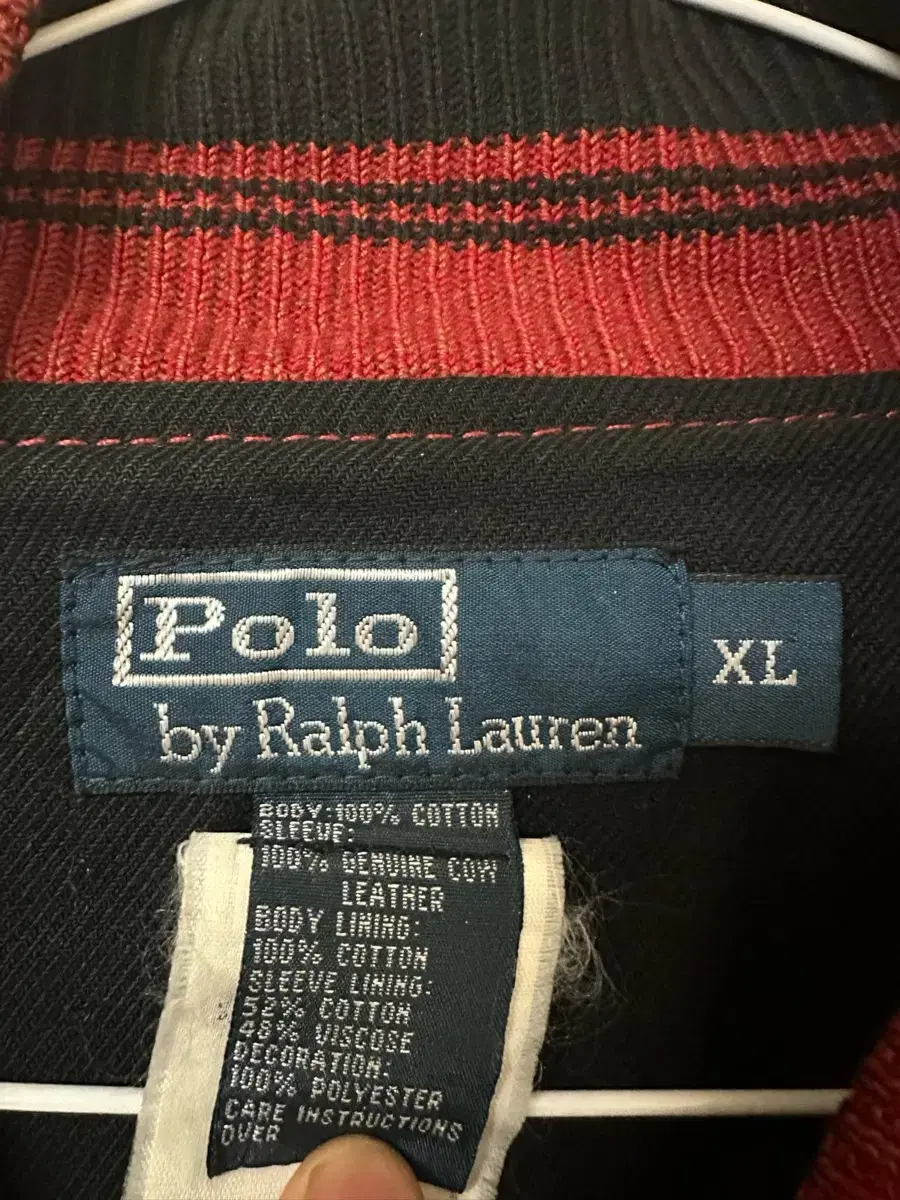 Polo
by Ralph Lauren
XL
BODY:100% COTTON
SLEEVE:
100% GENUINE COW
LEATHER
BODY LINING:
100% COTTON
SLEEVE LINING:
52% COTTON
48% VISCOSE
DECORATION:
100% POLYESTER
CARE INSTRUCTIONS
OVER